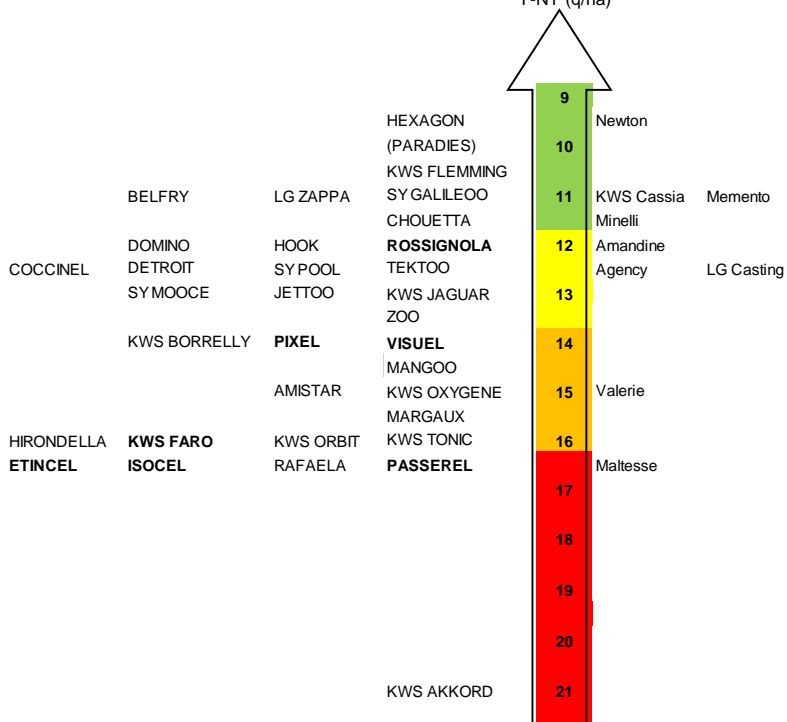 T-NT (q/ha)
9
HEXAGON Newton
(PARADIES) 10
KWS FLEMMING
BELFRY LG ZAPPA SY GALILEOO 11 KWS Cassia Memento
CHOUETTA Minelli
DOMINO HOOK ROSSIGNOLA 12 Amandine
COCCINEL DETROIT SY POOL TEKTOO Agency LG Casting
SY MOOCE JETTOO KWS JAGUAR 13
ZOO
KWS BORRELLY PIXEL VISUEL 14
MANGOO
AMISTAR KWS OXYGENE 15 Valerie
MARGAUX
HIRONDELLA KWS FARO KWS ORBIT KWS TONIC 16
ETINCEL ISOCEL RAFAELA PASSEREL Maltesse
17
18
19
20
KWS AKKORD 21